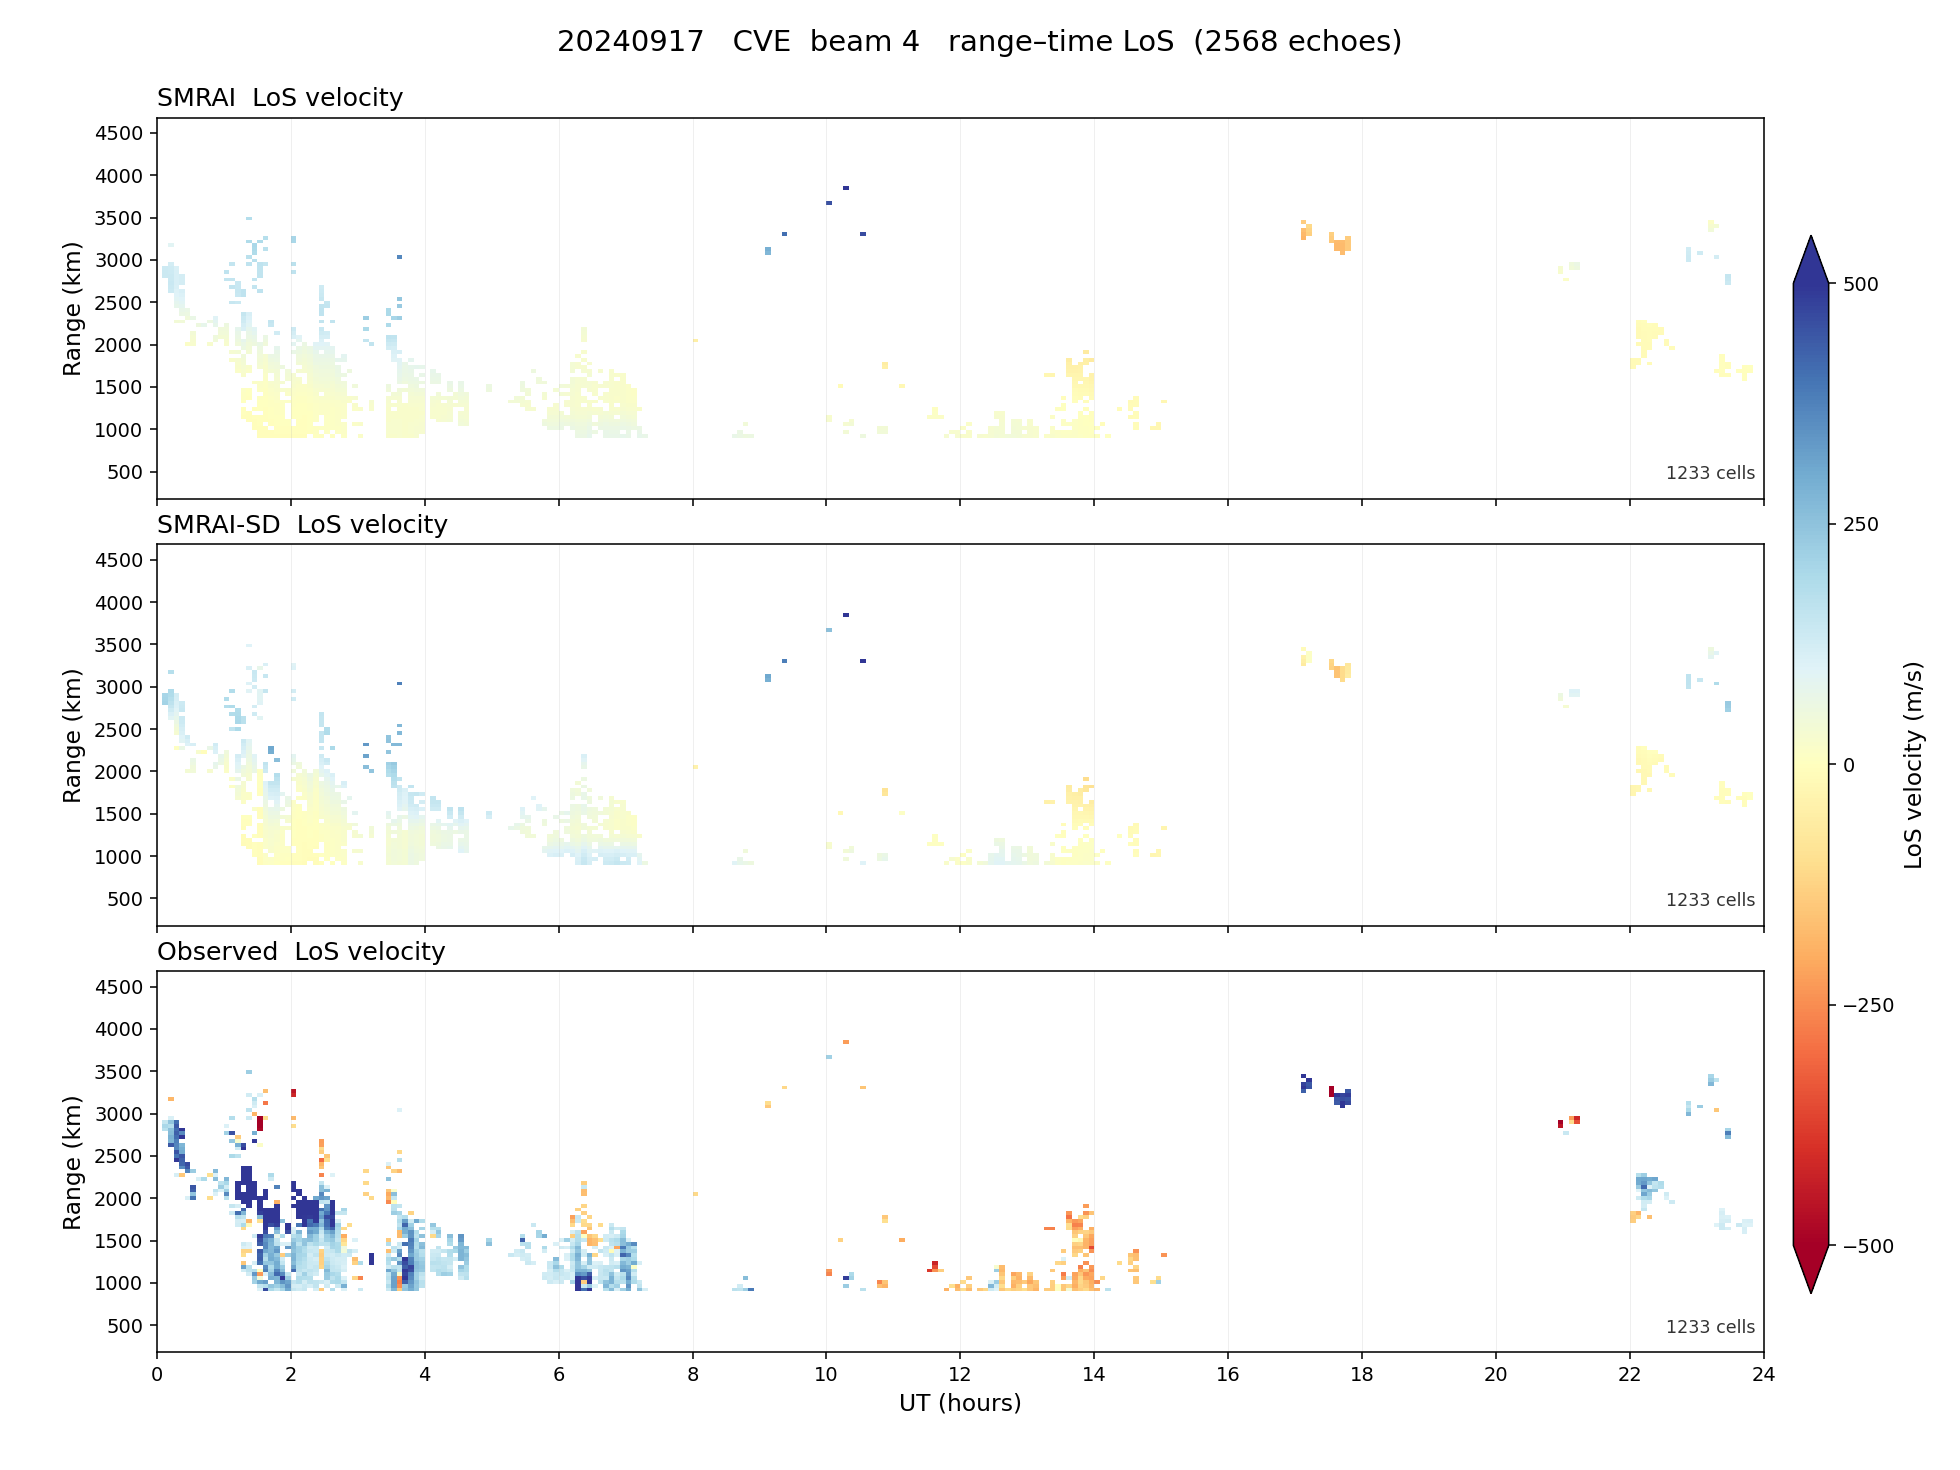 20240917   CVE  beam 4   range–time LoS  (2568 echoes)
SMRAI  LoS velocity
4500
4000
3500
3000
2500
2000
1500
1000
500
Range (km)
1233 cells
SMRAI-SD  LoS velocity
4500
4000
3500
3000
2500
2000
1500
1000
500
Range (km)
1233 cells
Observed  LoS velocity
4500
4000
3500
3000
2500
2000
1500
1000
500
Range (km)
1233 cells
0 2 4 6 8 10 12 14 16 18 20 22 24
UT (hours)
500
250
0
−250
−500
LoS velocity (m/s)